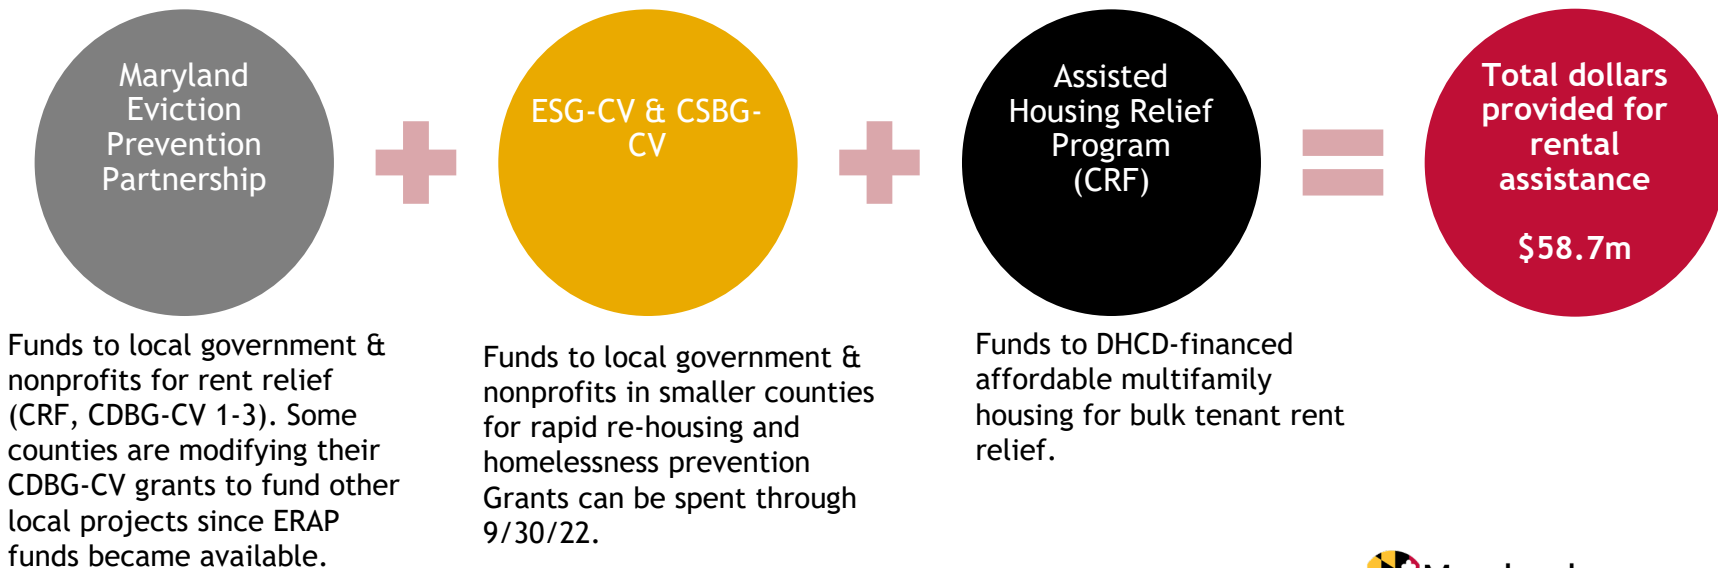 Maryland
Eviction
Prevention
Partnership
ESG-CV & CSBG-
CV
Assisted
Housing Relief
Program
(CRF)
Total dollars
provided for
rental
assistance
$58.7m
Funds to local government &
nonprofits for rent relief
(CRF, CDBG-CV 1-3). Some
counties are modifying their
CDBG-CV grants to fund other
local projects since ERAP
funds became available.
Funds to local government &
nonprofits in smaller counties
for rapid re-housing and
homelessness prevention
Grants can be spent through
9/30/22.
Funds to DHCD-financed
affordable multifamily
housing for bulk tenant rent
relief.
Maryland